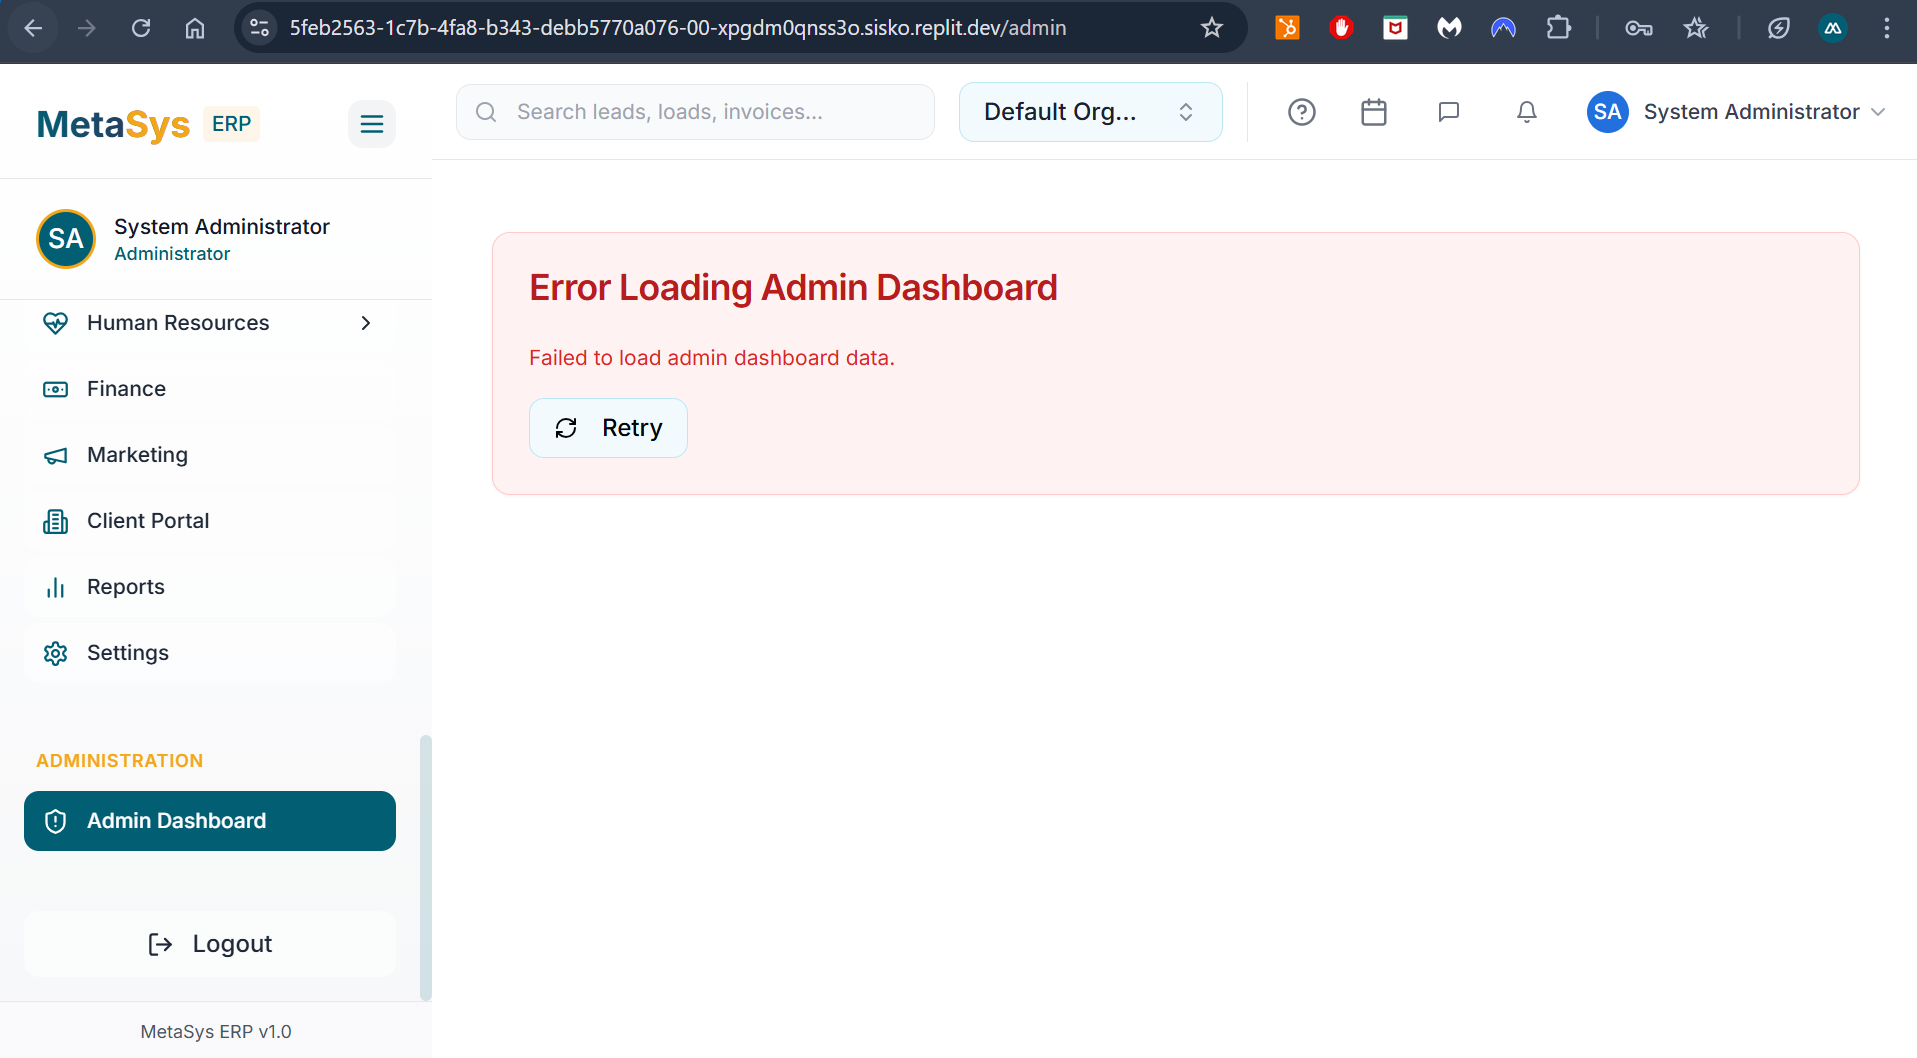 5feb2563-1c7b-4fa8-b343-debb5770a076-00-xpgdm0qnss3o.sisko.replit.dev/admin
MetaSys ERP
Search leads, loads, invoices...
Default Org...
SA System Administrator
SA
System Administrator
Administrator
Human Resources
Finance
Marketing
Client Portal
Reports
Settings
ADMINISTRATION
Admin Dashboard
Logout
MetaSys ERP v1.0
Error Loading Admin Dashboard
Failed to load admin dashboard data.
Retry